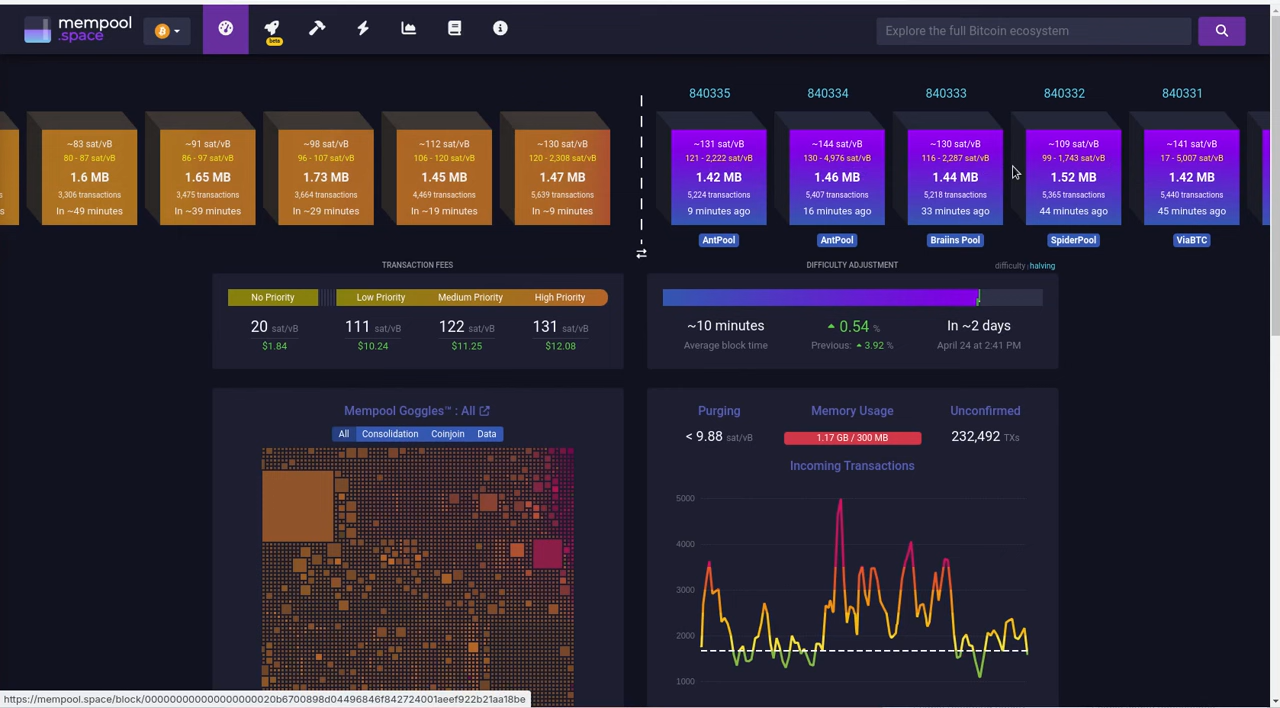 mempool
.space
beta
Explore the full Bitcoin ecosystem
840335
840334
840333
840332
840331
s
~83 sat/vB
80 - 87 sat/vB
1.6 MB
3,306 transactions
In ~49 minutes
~91 sat/vB
86 - 97 sat/vB
1.65 MB
3,475 transactions
In ~39 minutes
~98 sat/vB
96 - 107 sat/vB
1.73 MB
3,664 transactions
In ~29 minutes
~112 sat/vB
106 - 120 sat/vB
1.45 MB
4,469 transactions
In ~19 minutes
~130 sat/vB
120 - 2,308 sat/vB
1.47 MB
5,639 transactions
In ~9 minutes
~131 sat/vB
121 - 2,222 sat/vB
1.42 MB
5,224 transactions
9 minutes ago
AntPool
~144 sat/vB
130 - 4,976 sat/vB
1.46 MB
5,407 transactions
16 minutes ago
AntPool
~130 sat/vB
116 - 2,287 sat/vB
1.44 MB
5,218 transactions
33 minutes ago
Braiins Pool
~109 sat/vB
99 - 1,743 sat/vB
1.52 MB
5,365 transactions
44 minutes ago
SpiderPool
~141 sat/vB
17 - 5,007 sat/vB
1.42 MB
5,440 transactions
45 minutes ago
ViaBTC
TRANSACTION FEES
No Priority Low Priority Medium Priority High Priority
20 sat/vB 111 sat/vB 122 sat/vB 131 sat/vB
$1.84 $10.24 $11.25 $12.08
DIFFICULTY ADJUSTMENT
difficulty halving
~10 minutes 0.54 % In ~2 days
Average block time Previous: 3.92 % April 24 at 2:41 PM
Mempool Goggles™ : All
All Consolidation Coinjoin Data
Purging Memory Usage Unconfirmed
< 9.88 sat/vB 1.17 GB / 300 MB 232,492 TXs
Incoming Transactions
5000
4000
3000
2000
1000
https://mempool.space/block/0000000000000000000020b6700898d04496846f842724001aeef922b21aa18be